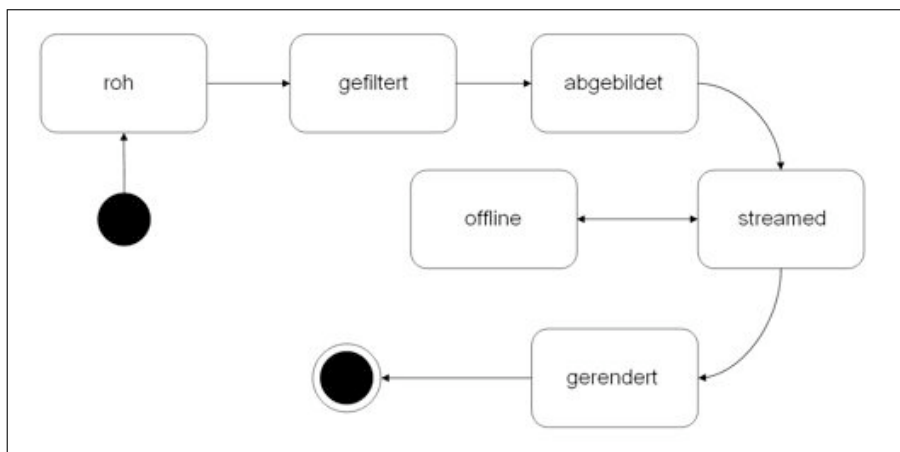 roh
gefiltert
abgebildet
offline
streamed
gerendert